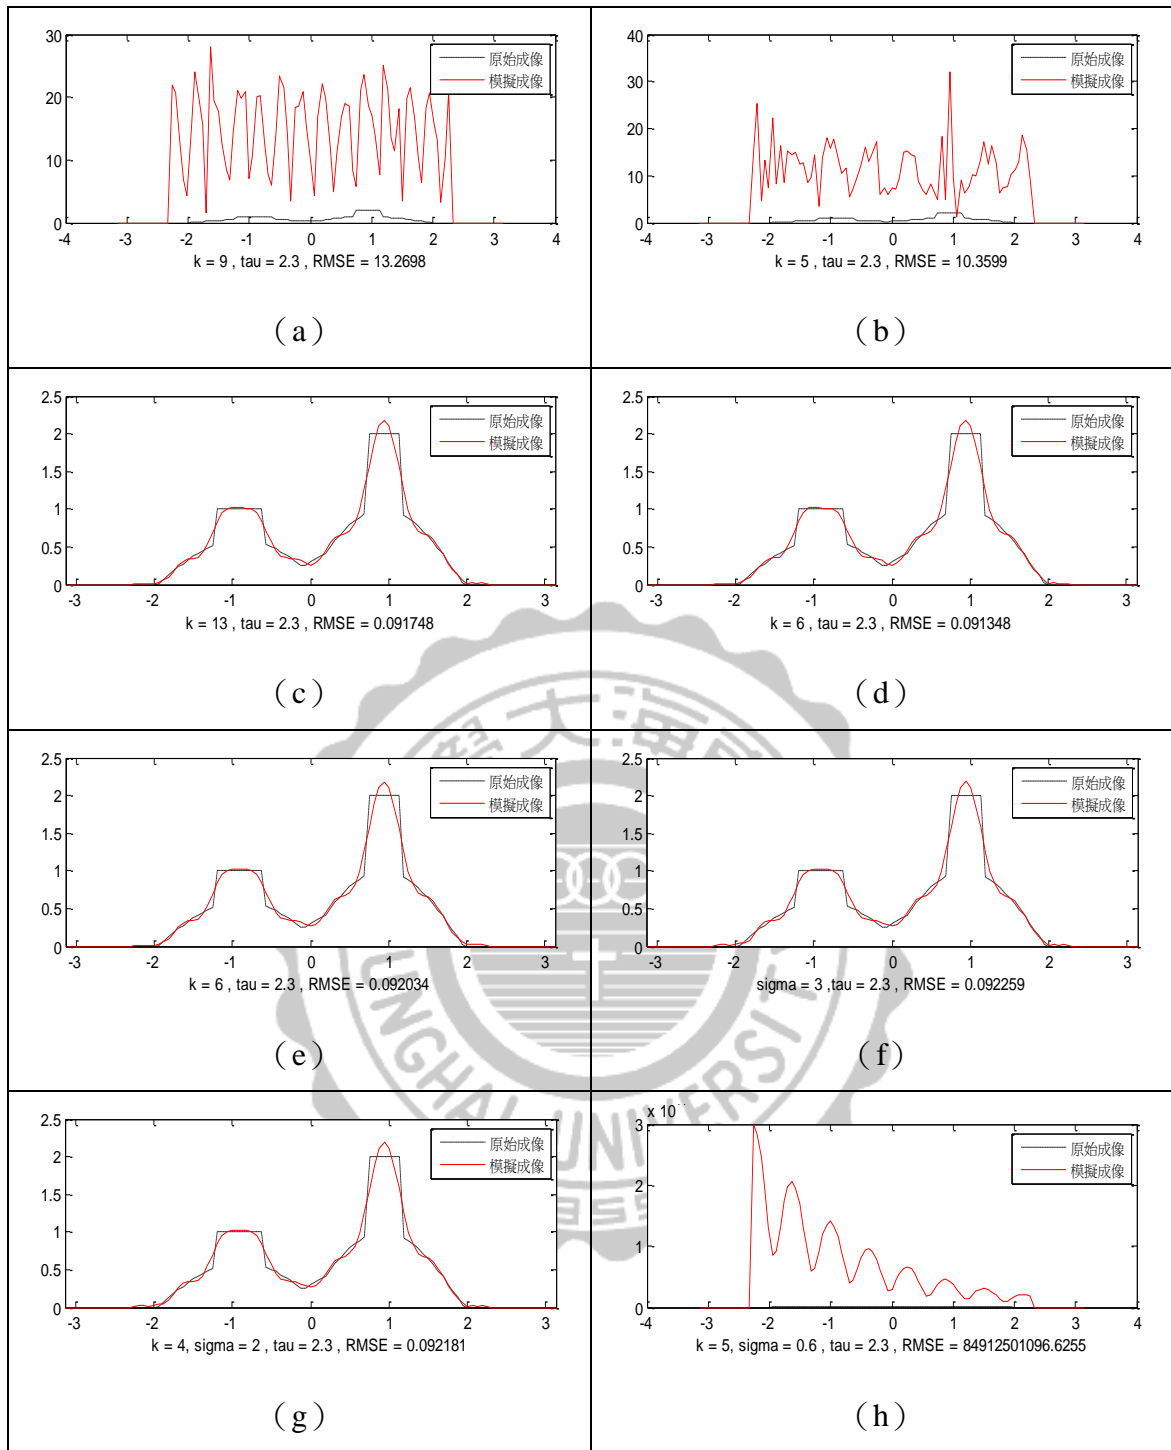 30
20
10
0
-4 -3 -2 -1 0 1 2 3 4
原始成像
模擬成像
k = 9 , tau = 2.3 , RMSE = 13.2698
（a）
40
30
20
10
0
-4 -3 -2 -1 0 1 2 3 4
原始成像
模擬成像
k = 5 , tau = 2.3 , RMSE = 10.3599
（b）
2.5
2
1.5
1
0.5
0
-3 -2 -1 0 1 2 3
原始成像
模擬成像
k = 13 , tau = 2.3 , RMSE = 0.091748
（c）
2.5
2
1.5
1
0.5
0
-3 -2 -1 0 1 2 3
原始成像
模擬成像
k = 6 , tau = 2.3 , RMSE = 0.091348
（d）
2.5
2
1.5
1
0.5
0
-3 -2 -1 0 1 2 3
原始成像
模擬成像
k = 6 , tau = 2.3 , RMSE = 0.092034
（e）
2.5
2
1.5
1
0.5
0
-3 -2 -1 0 1 2 3
原始成像
模擬成像
sigma = 3 ,tau = 2.3 , RMSE = 0.092259
（f）
2.5
2
1.5
1
0.5
0
-3 -2 -1 0 1 2 3
原始成像
模擬成像
k = 4, sigma = 2 , tau = 2.3 , RMSE = 0.092181
（g）
x 10
3
2
1
0
-4 -3 -2 -1 0 1 2 3 4
原始成像
模擬成像
k = 5, sigma = 0.6 , tau = 2.3 , RMSE = 84912501096.6255
（h）
大海
UNGHAI UNIVERSIT